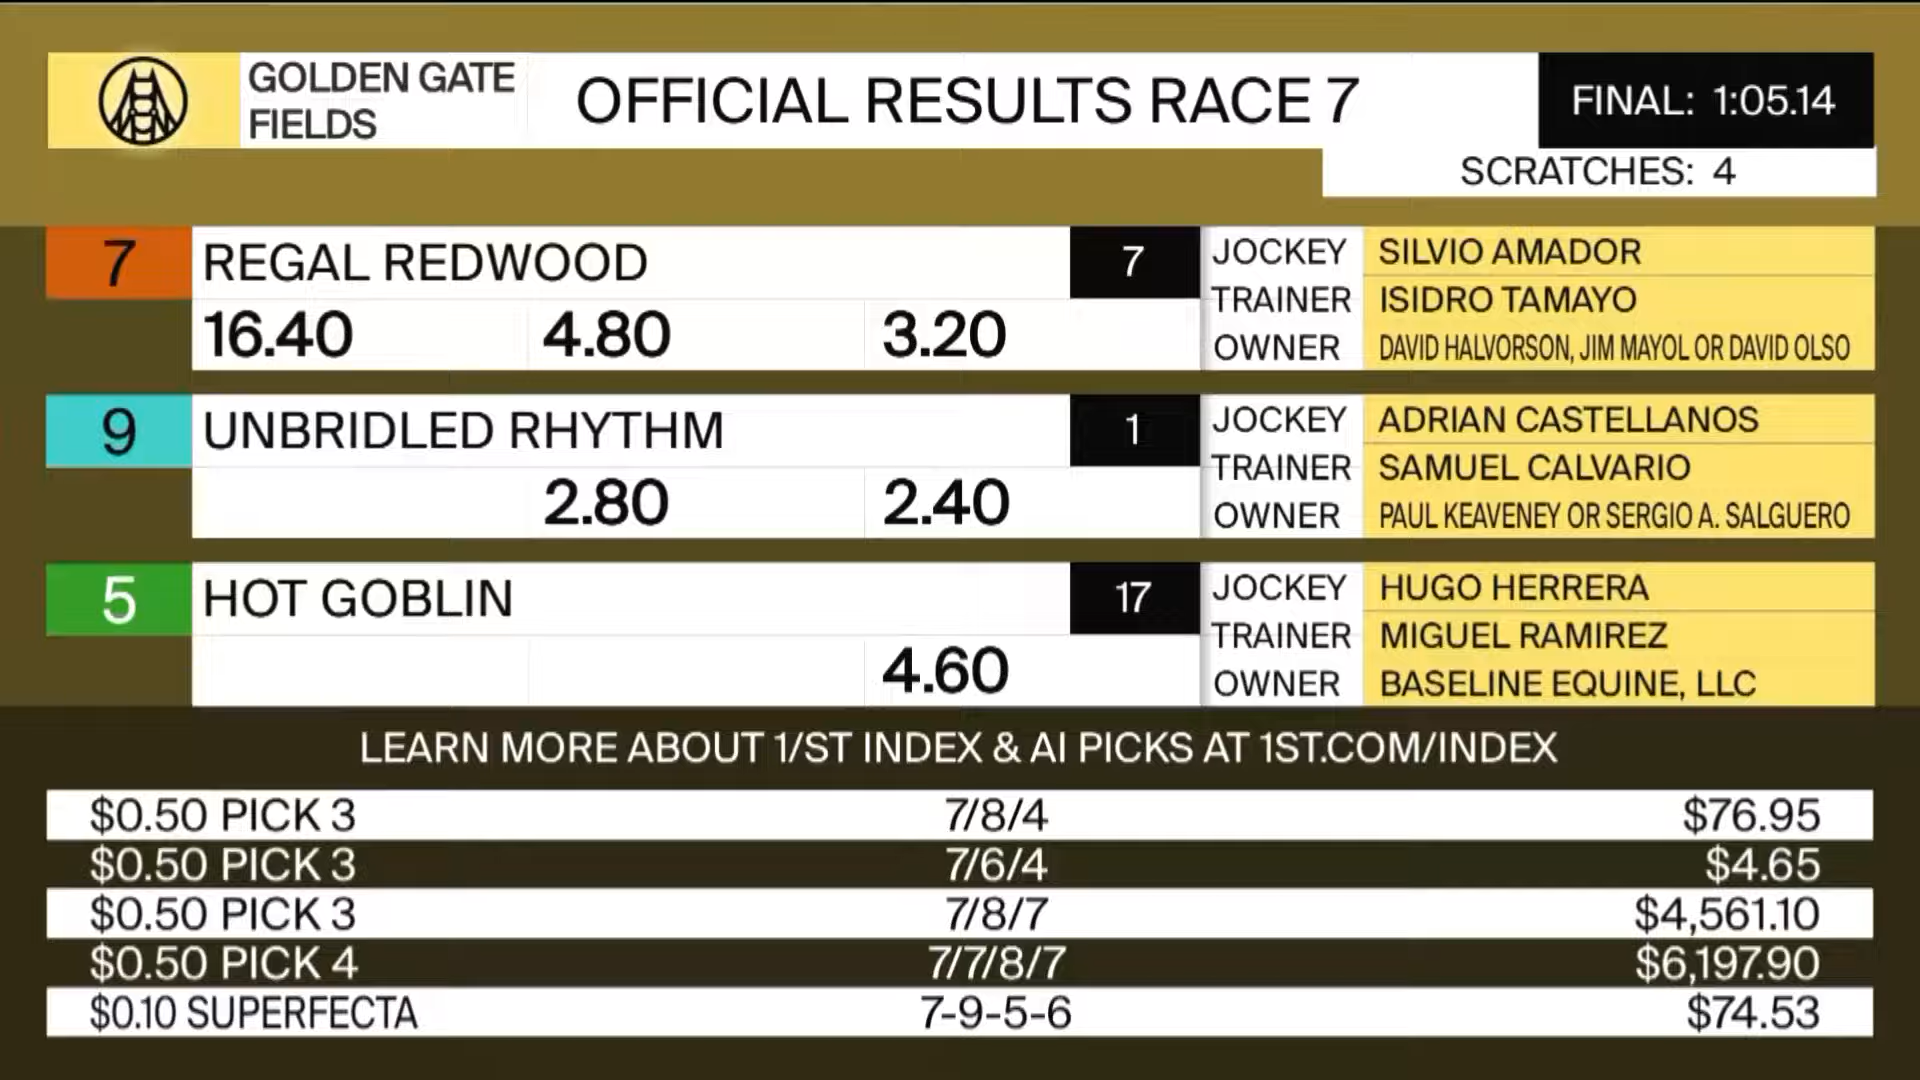 GOLDEN GATE
FIELDS
OFFICIAL RESULTS RACE 7
FINAL: 1:05.14
SCRATCHES: 4
7 REGAL REDWOOD 7
16.40 4.80 3.20
JOCKEY SILVIO AMADOR
TRAINER ISIDRO TAMAYO
OWNER DAVID HALVORSON, JIM MAYOL OR DAVID OLSO
9 UNBRIDLED RHYTHM 1
2.80 2.40
JOCKEY ADRIAN CASTELLANOS
TRAINER SAMUEL CALVARIO
OWNER PAUL KEAVENEY OR SERGIO A. SALGUERO
5 HOT GOBLIN 17
4.60
JOCKEY HUGO HERRERA
TRAINER MIGUEL RAMIREZ
OWNER BASELINE EQUINE, LLC
LEARN MORE ABOUT 1/ST INDEX & AI PICKS AT 1ST.COM/INDEX
$0.50 PICK 3 7/8/4 $76.95
$0.50 PICK 3 7/6/4 $4.65
$0.50 PICK 3 7/8/7 $4,561.10
$0.50 PICK 4 7/7/8/7 $6,197.90
$0.10 SUPERFECTA 7-9-5-6 $74.53